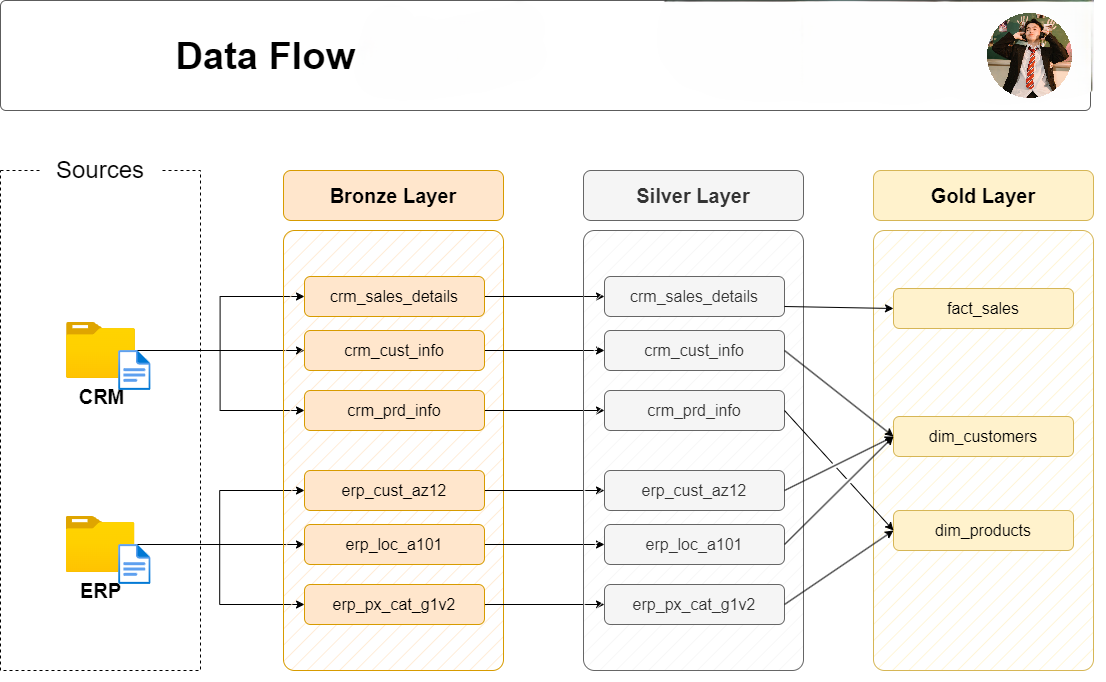 Data Flow
Sources
Bronze Layer
Silver Layer
Gold Layer
crm_sales_details
crm_sales_details
fact_sales
crm_cust_info
crm_cust_info
CRM
crm_prd_info
crm_prd_info
dim_customers
erp_cust_az12
erp_cust_az12
dim_products
erp_loc_a101
erp_loc_a101
ERP
erp_px_cat_g1v2
erp_px_cat_g1v2